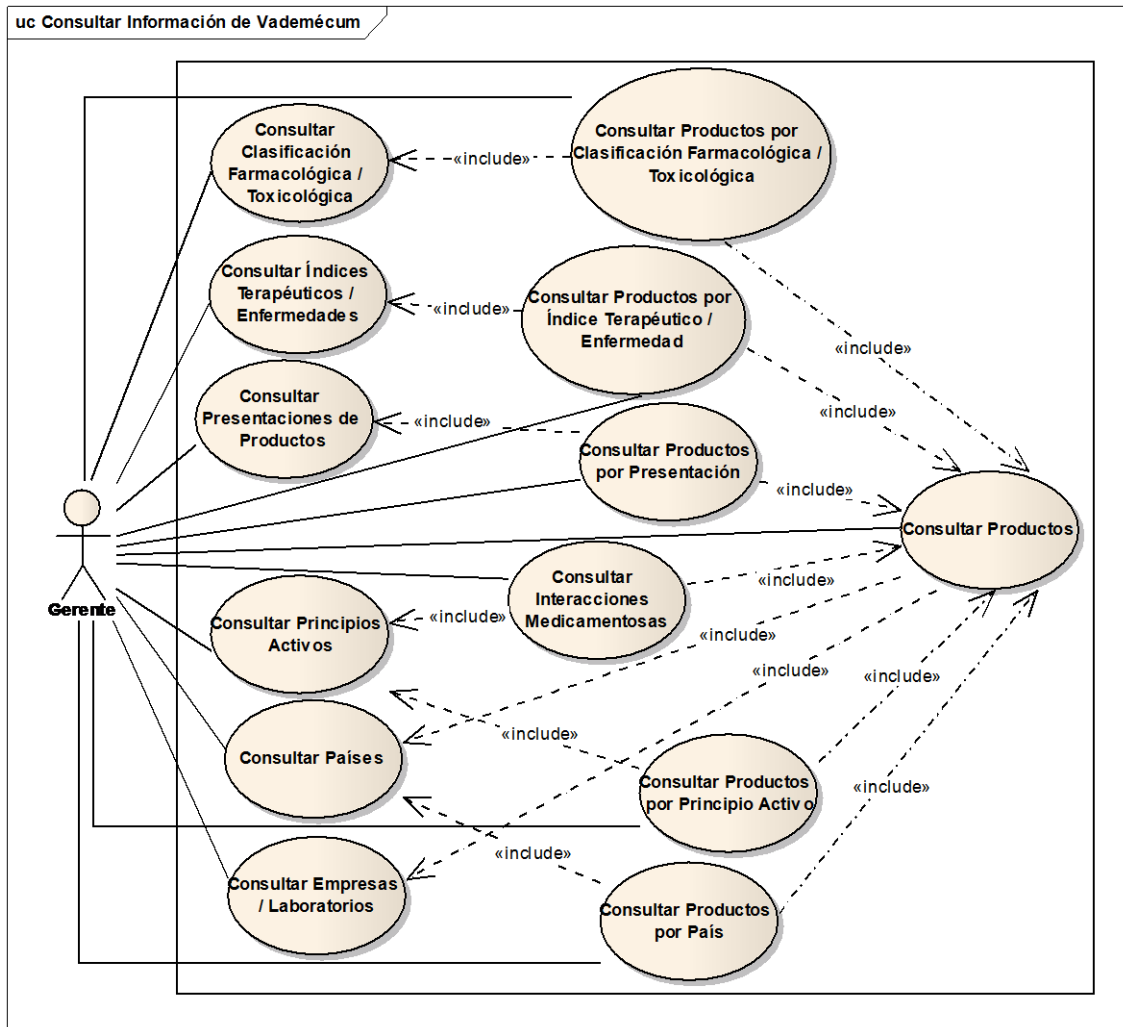 uc Consultar Información de Vademécum
Consultar
Clasificación
Farmacológica /
Toxicológica
«include»
Consultar Productos por
Clasificación Farmacológica /
Toxicológica
Consultar Índices
Terapéuticos /
Enfermedades
«include»
Consultar Productos por
Índice Terapéutico /
Enfermedad
«include»
«include»
Consultar
Presentaciones de
Productos
«include»
Consultar Productos
por Presentación
«include»
Consultar Productos
Gerente
Consultar Principios
Activos
«include»
Consultar
Interacciones
Medicamentosas
«include»
«include»
«include»
«include»
Consultar Países
«include»
Consultar Productos
por Principio Activo
«include»
Consultar Empresas
/ Laboratorios
«include»
Consultar Productos
por País